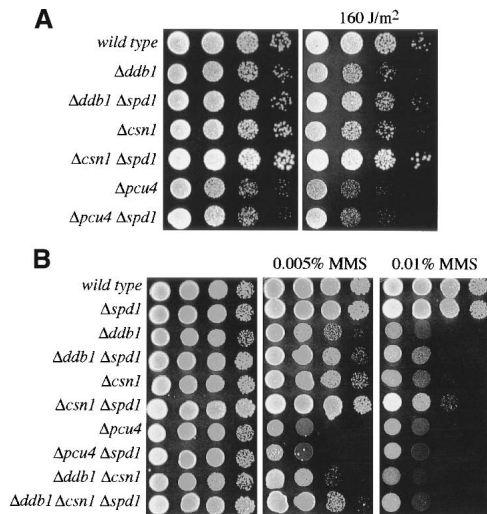 A
160 J/m²
wild type
Δddb1
Δddb1 Δspd1
Δcsn1
Δcsn1 Δspd1
Δpcu4
Δpcu4 Δspd1
B
0.005% MMS 0.01% MMS
wild type
Δspd1
Δddb1
Δddb1 Δspd1
Δcsn1
Δcsn1 Δspd1
Δpcu4
Δpcu4 Δspd1
Δddb1 Δcsn1
Δddb1 Δcsn1 Δspd1